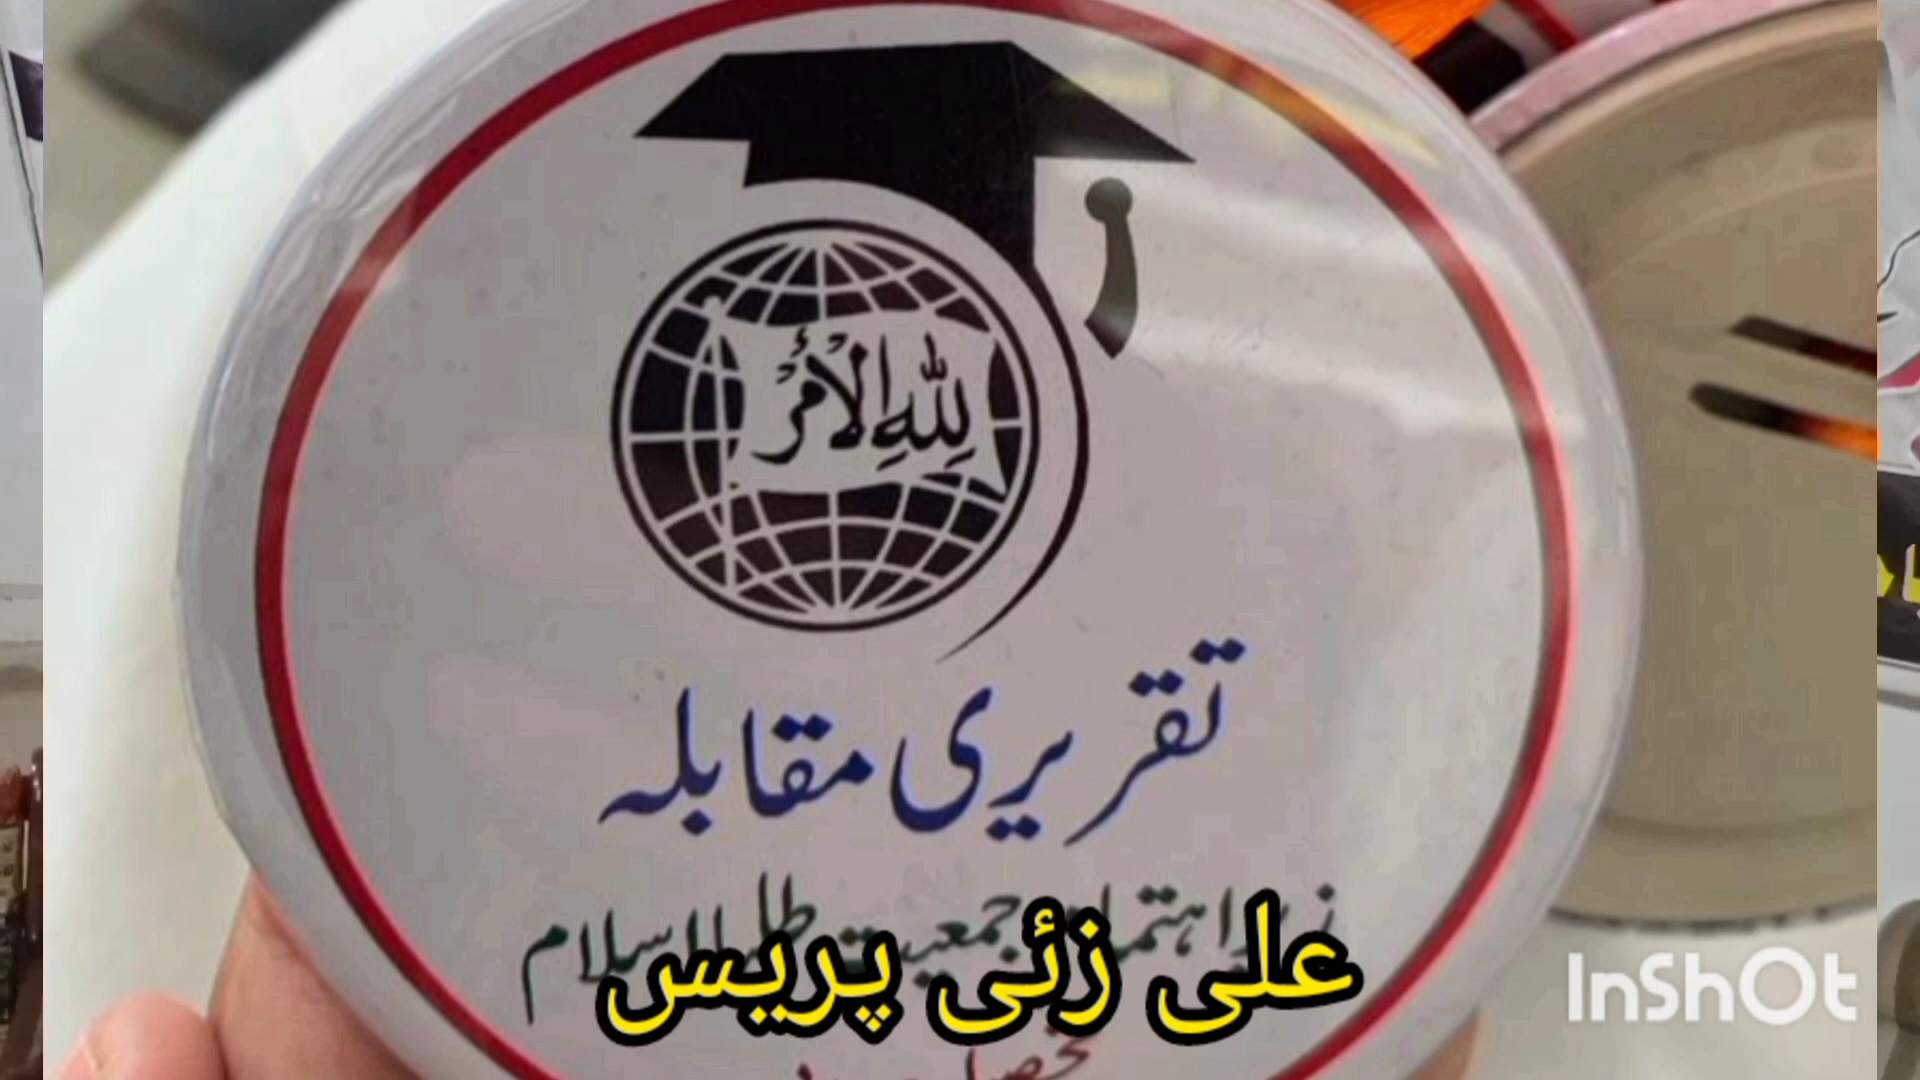 لِلّٰهِ الْأَمْرُ
تقریری مقابلہ
زیر اہتمام جمعیت طلبہ اسلام
علی زئی پریس
InShOt